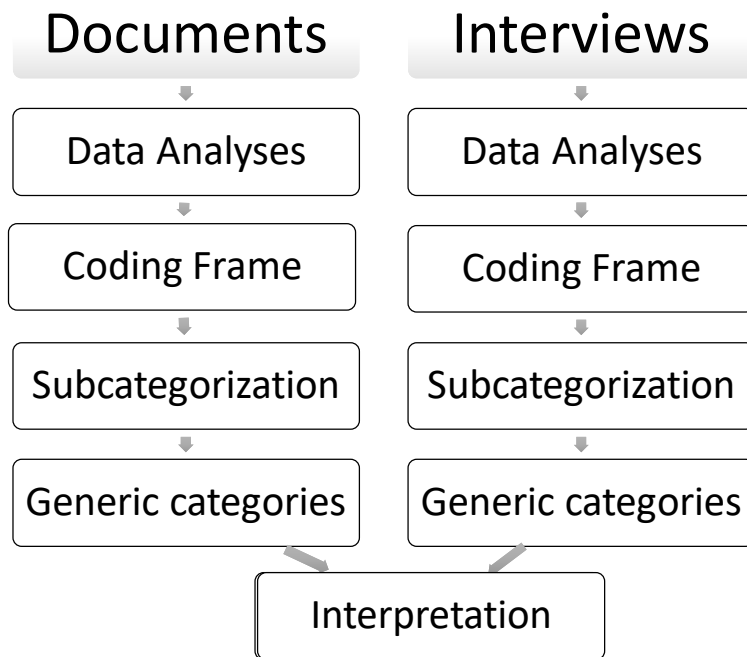 Documents
Data Analyses
Coding Frame
Subcategorization
Generic categories
Interviews
Data Analyses
Coding Frame
Subcategorization
Generic categories
Interpretation